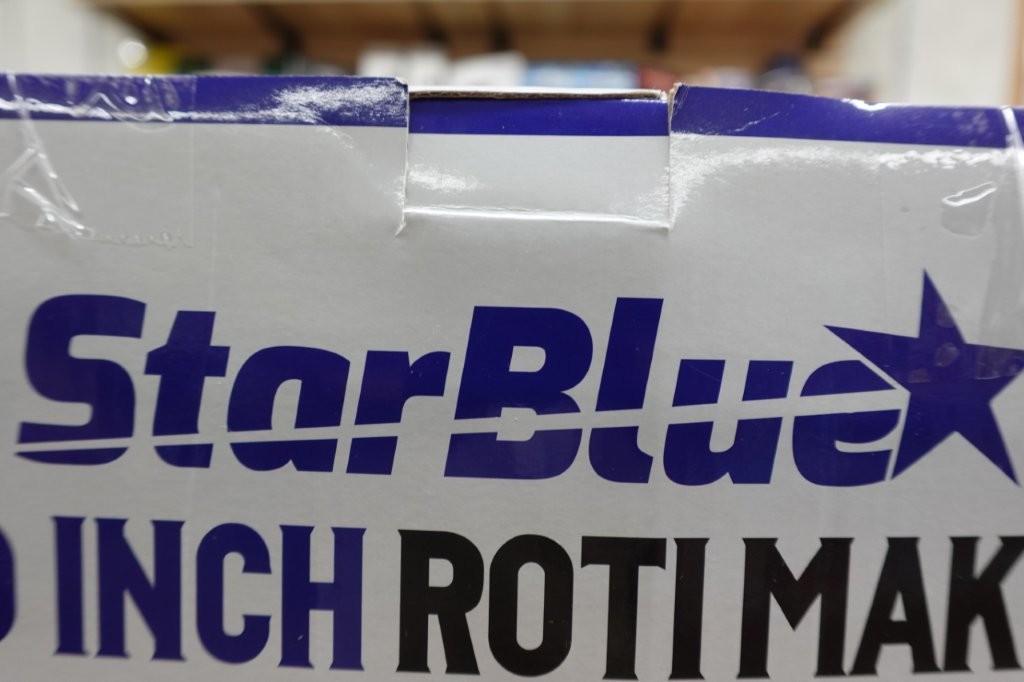 StarBlue
INCH ROTI MAK